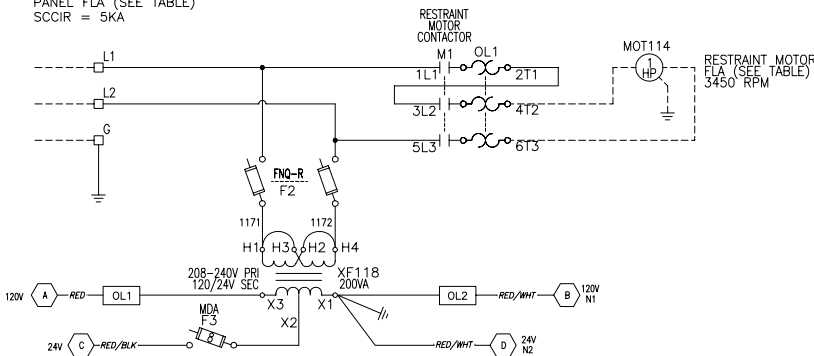 PANEL FLA (SEE TABLE)
SCCIR = 5KA
RESTRAINT
MOTOR
CONTACTOR
M1 OL1
L1
1L1 2T1
MOT114
1
HP
RESTRAINT MOTOR
FLA (SEE TABLE)
3450 RPM
L2
3L2 4T2
G
5L3 6T3
FNQ-R
F2
1171 1172
H1 H3 H2 H4
208-240V PRI
120/24V SEC
XF118
200VA
120V A RED OL1 X3 X1 OL2 RED/WHT B 120V
N1
MDA
F3
8
X2
24V C RED/BLK RED/WHT D 24V
N2